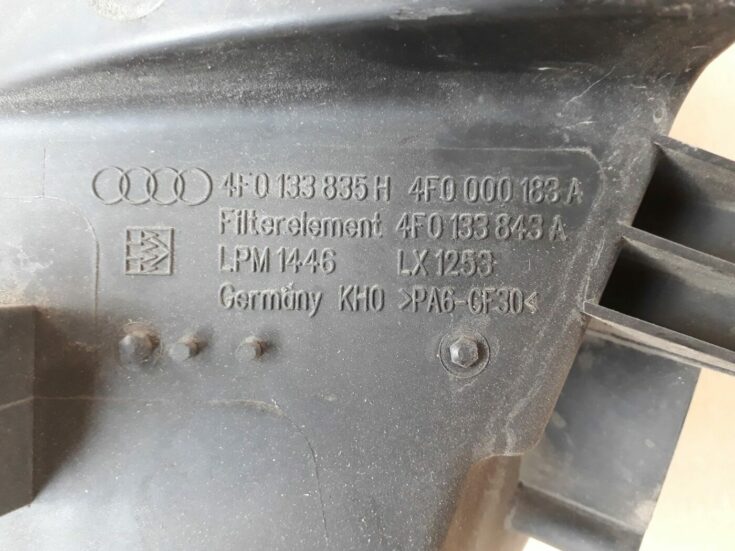 4F0 133 835 H 4F0 000 183 A
Filterelement 4F0 133 843 A
LPM 1446 LX 1253
Germany KH0 >PA6-GF30<